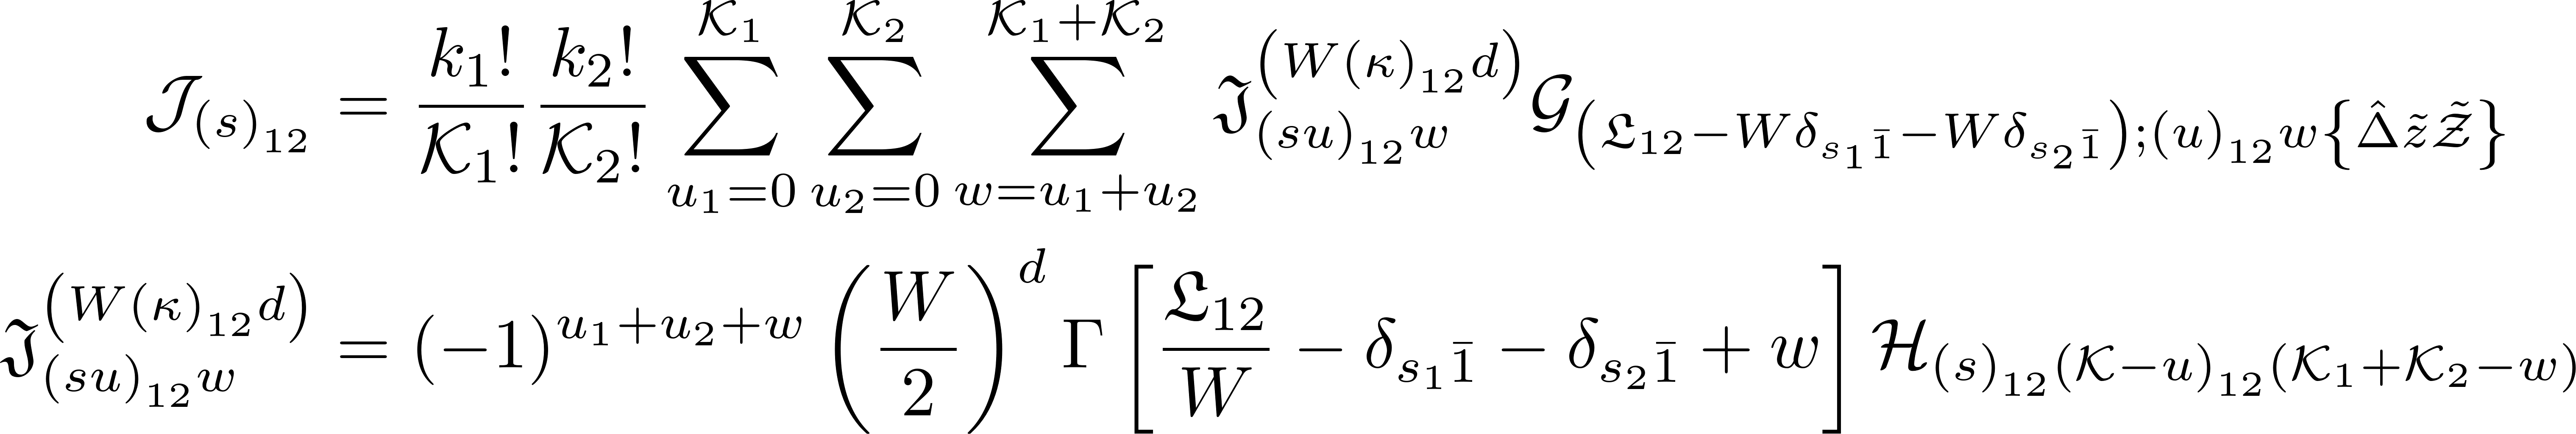 \mathcal{J}_{(s)_{12}} = \frac{k_1!}{\mathcal{K}_1!} \frac{k_2!}{\mathcal{K}_2!} \sum_{u_1=0}^{\mathcal{K}_1} \sum_{u_2=0}^{\mathcal{K}_2} \sum_{w=u_1+u_2}^{\mathcal{K}_1+\mathcal{K}_2} \mathfrak{J}_{(su)_{12}w}^{\left(W(\kappa)_{12}d\right)} \mathcal{G}_{\left(\mathfrak{L}_{12}-W\delta_{s_1\bar{1}}-W\delta_{s_2\bar{1}}\right);(u)_{12}w\left\{\hat{\Delta}\tilde{z}\tilde{\mathcal{Z}}\right\}}
\mathfrak{J}_{(su)_{12}w}^{\left(W(\kappa)_{12}d\right)} = (-1)^{u_1+u_2+w} \left(\frac{W}{2}\right)^d \Gamma\left[\frac{\mathfrak{L}_{12}}{W} - \delta_{s_1\bar{1}} - \delta_{s_2\bar{1}} + w\right] \mathcal{H}_{(s)_{12}(\mathcal{K}-u)_{12}(\mathcal{K}_1+\mathcal{K}_2-w)}